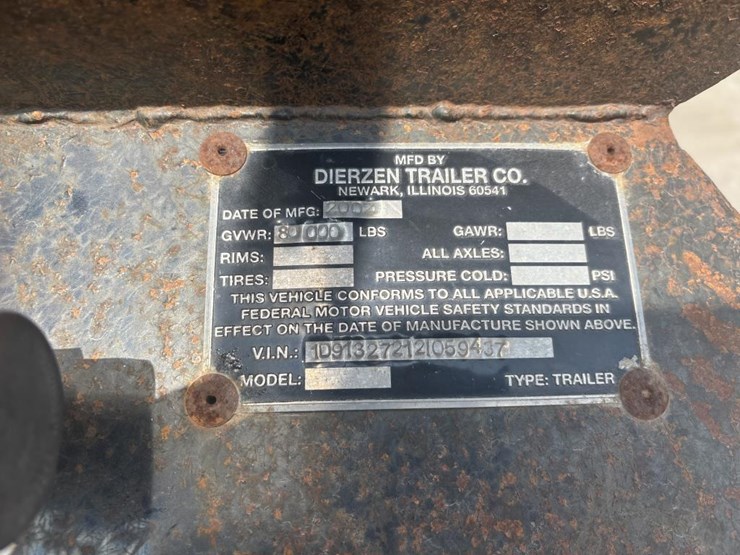 MFD BY
DIERZEN TRAILER CO.
NEWARK, ILLINOIS 60541
DATE OF MFG: 2002
GVWR: 80 000 LBS GAWR: LBS
RIMS: ALL AXLES:
TIRES: PRESSURE COLD: PSI
THIS VEHICLE CONFORMS TO ALL APPLICABLE U.S.A.
FEDERAL MOTOR VEHICLE SAFETY STANDARDS IN
EFFECT ON THE DATE OF MANUFACTURE SHOWN ABOVE.
V.I.N.: 1D913272121059437
MODEL: TYPE: TRAILER